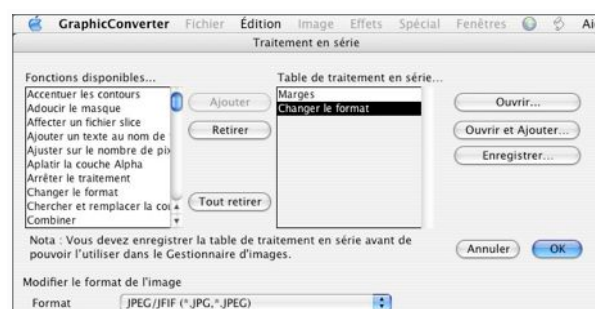 GraphicConverter Fichier Édition Image Effets Spécial Fenêtres
Traitement en série
Fonctions disponibles...
Accentuer les contours
Adoucir le masque
Affecter un fichier slice
Ajouter un texte au nom de
Ajuster sur le nombre de pix
Aplatir la couche Alpha
Arrêter le traitement
Changer le format
Chercher et remplacer la cou
Combiner
Ajouter
Retirer
Tout retirer
Table de traitement en série...
Marges
Changer le format
Ouvrir...
Ouvrir et Ajouter...
Enregistrer...
Nota : Vous devez enregistrer la table de traitement en série avant de
pouvoir l'utiliser dans le Gestionnaire d'images.
Annuler
OK
Modifier le format de l'image
Format JPEG/JFIF (*.JPG,*.JPEG)